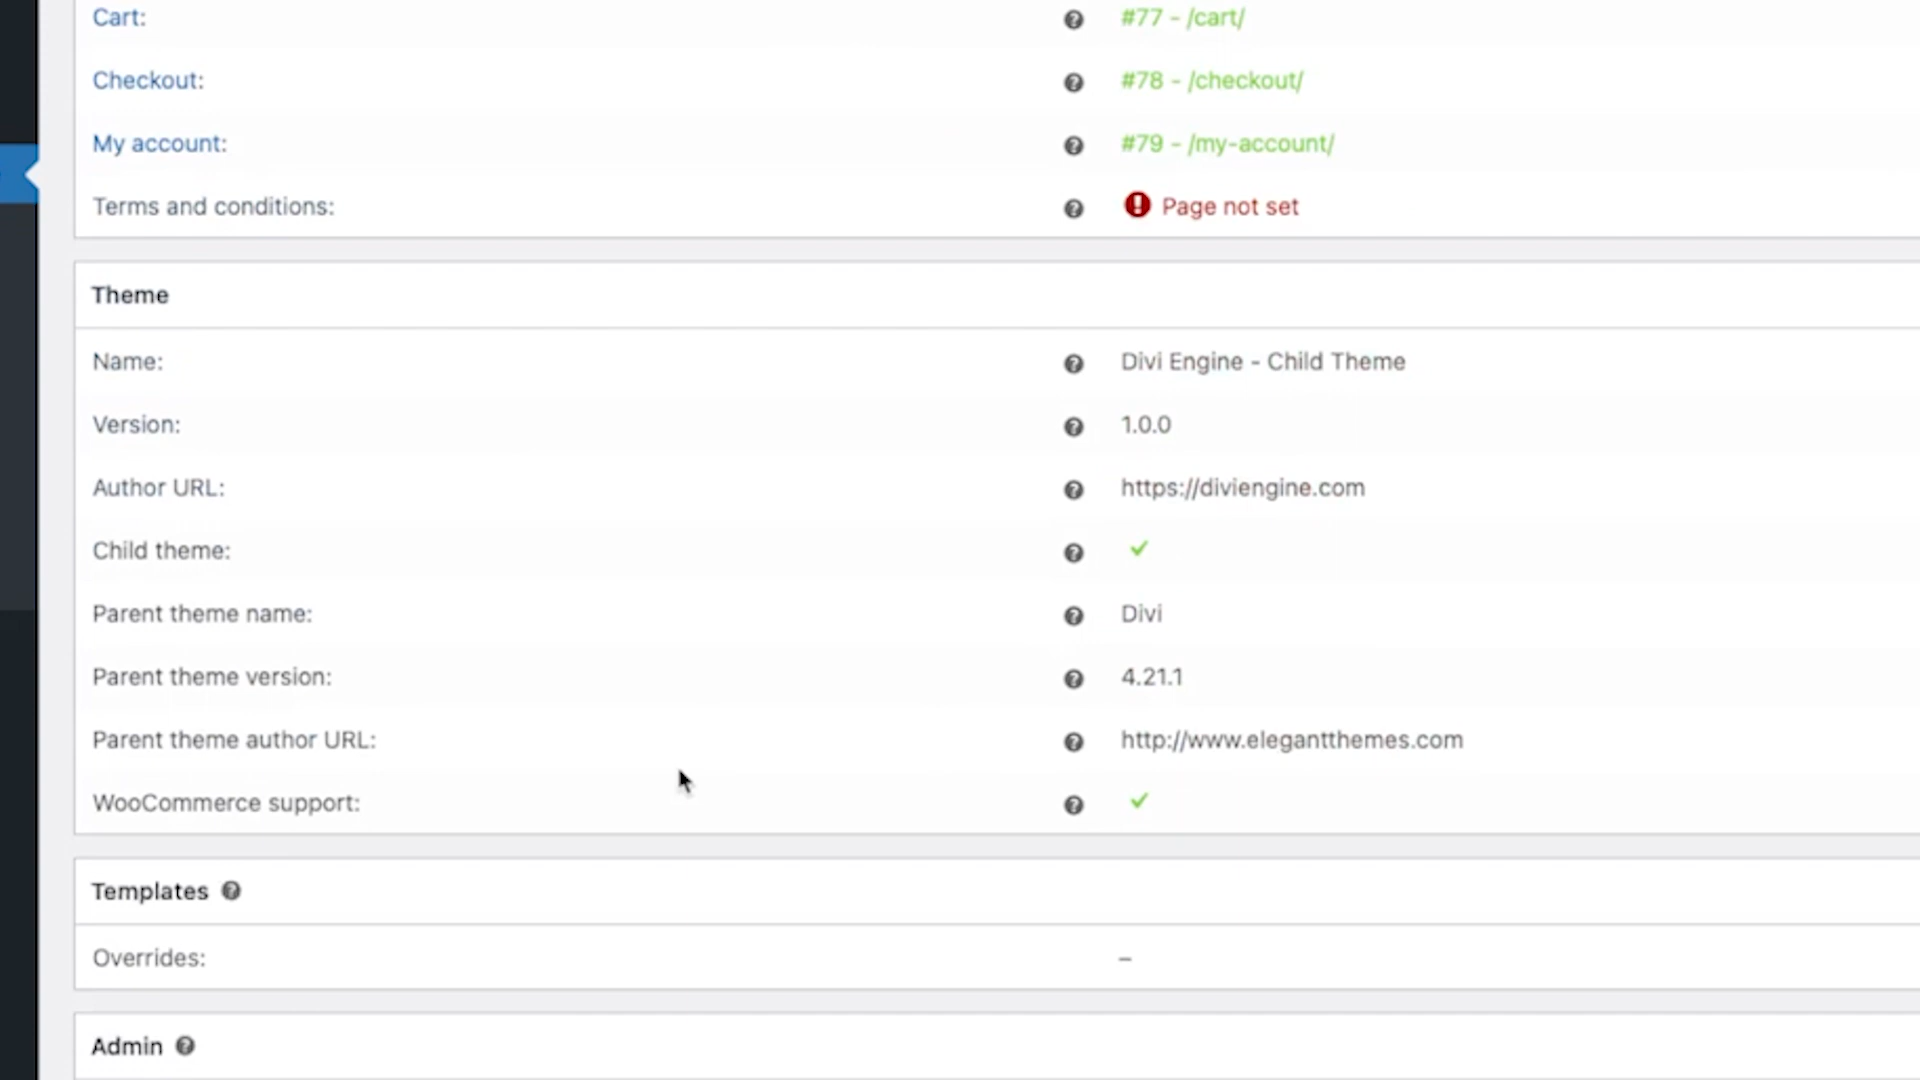 Cart: #77 - /cart/
Checkout: #78 - /checkout/
My account: #79 - /my-account/
Terms and conditions: Page not set
Theme
Name: Divi Engine - Child Theme
Version: 1.0.0
Author URL: https://diviengine.com
Child theme:
Parent theme name: Divi
Parent theme version: 4.21.1
Parent theme author URL: http://www.elegantthemes.com
WooCommerce support:
Templates
Overrides: –
Admin